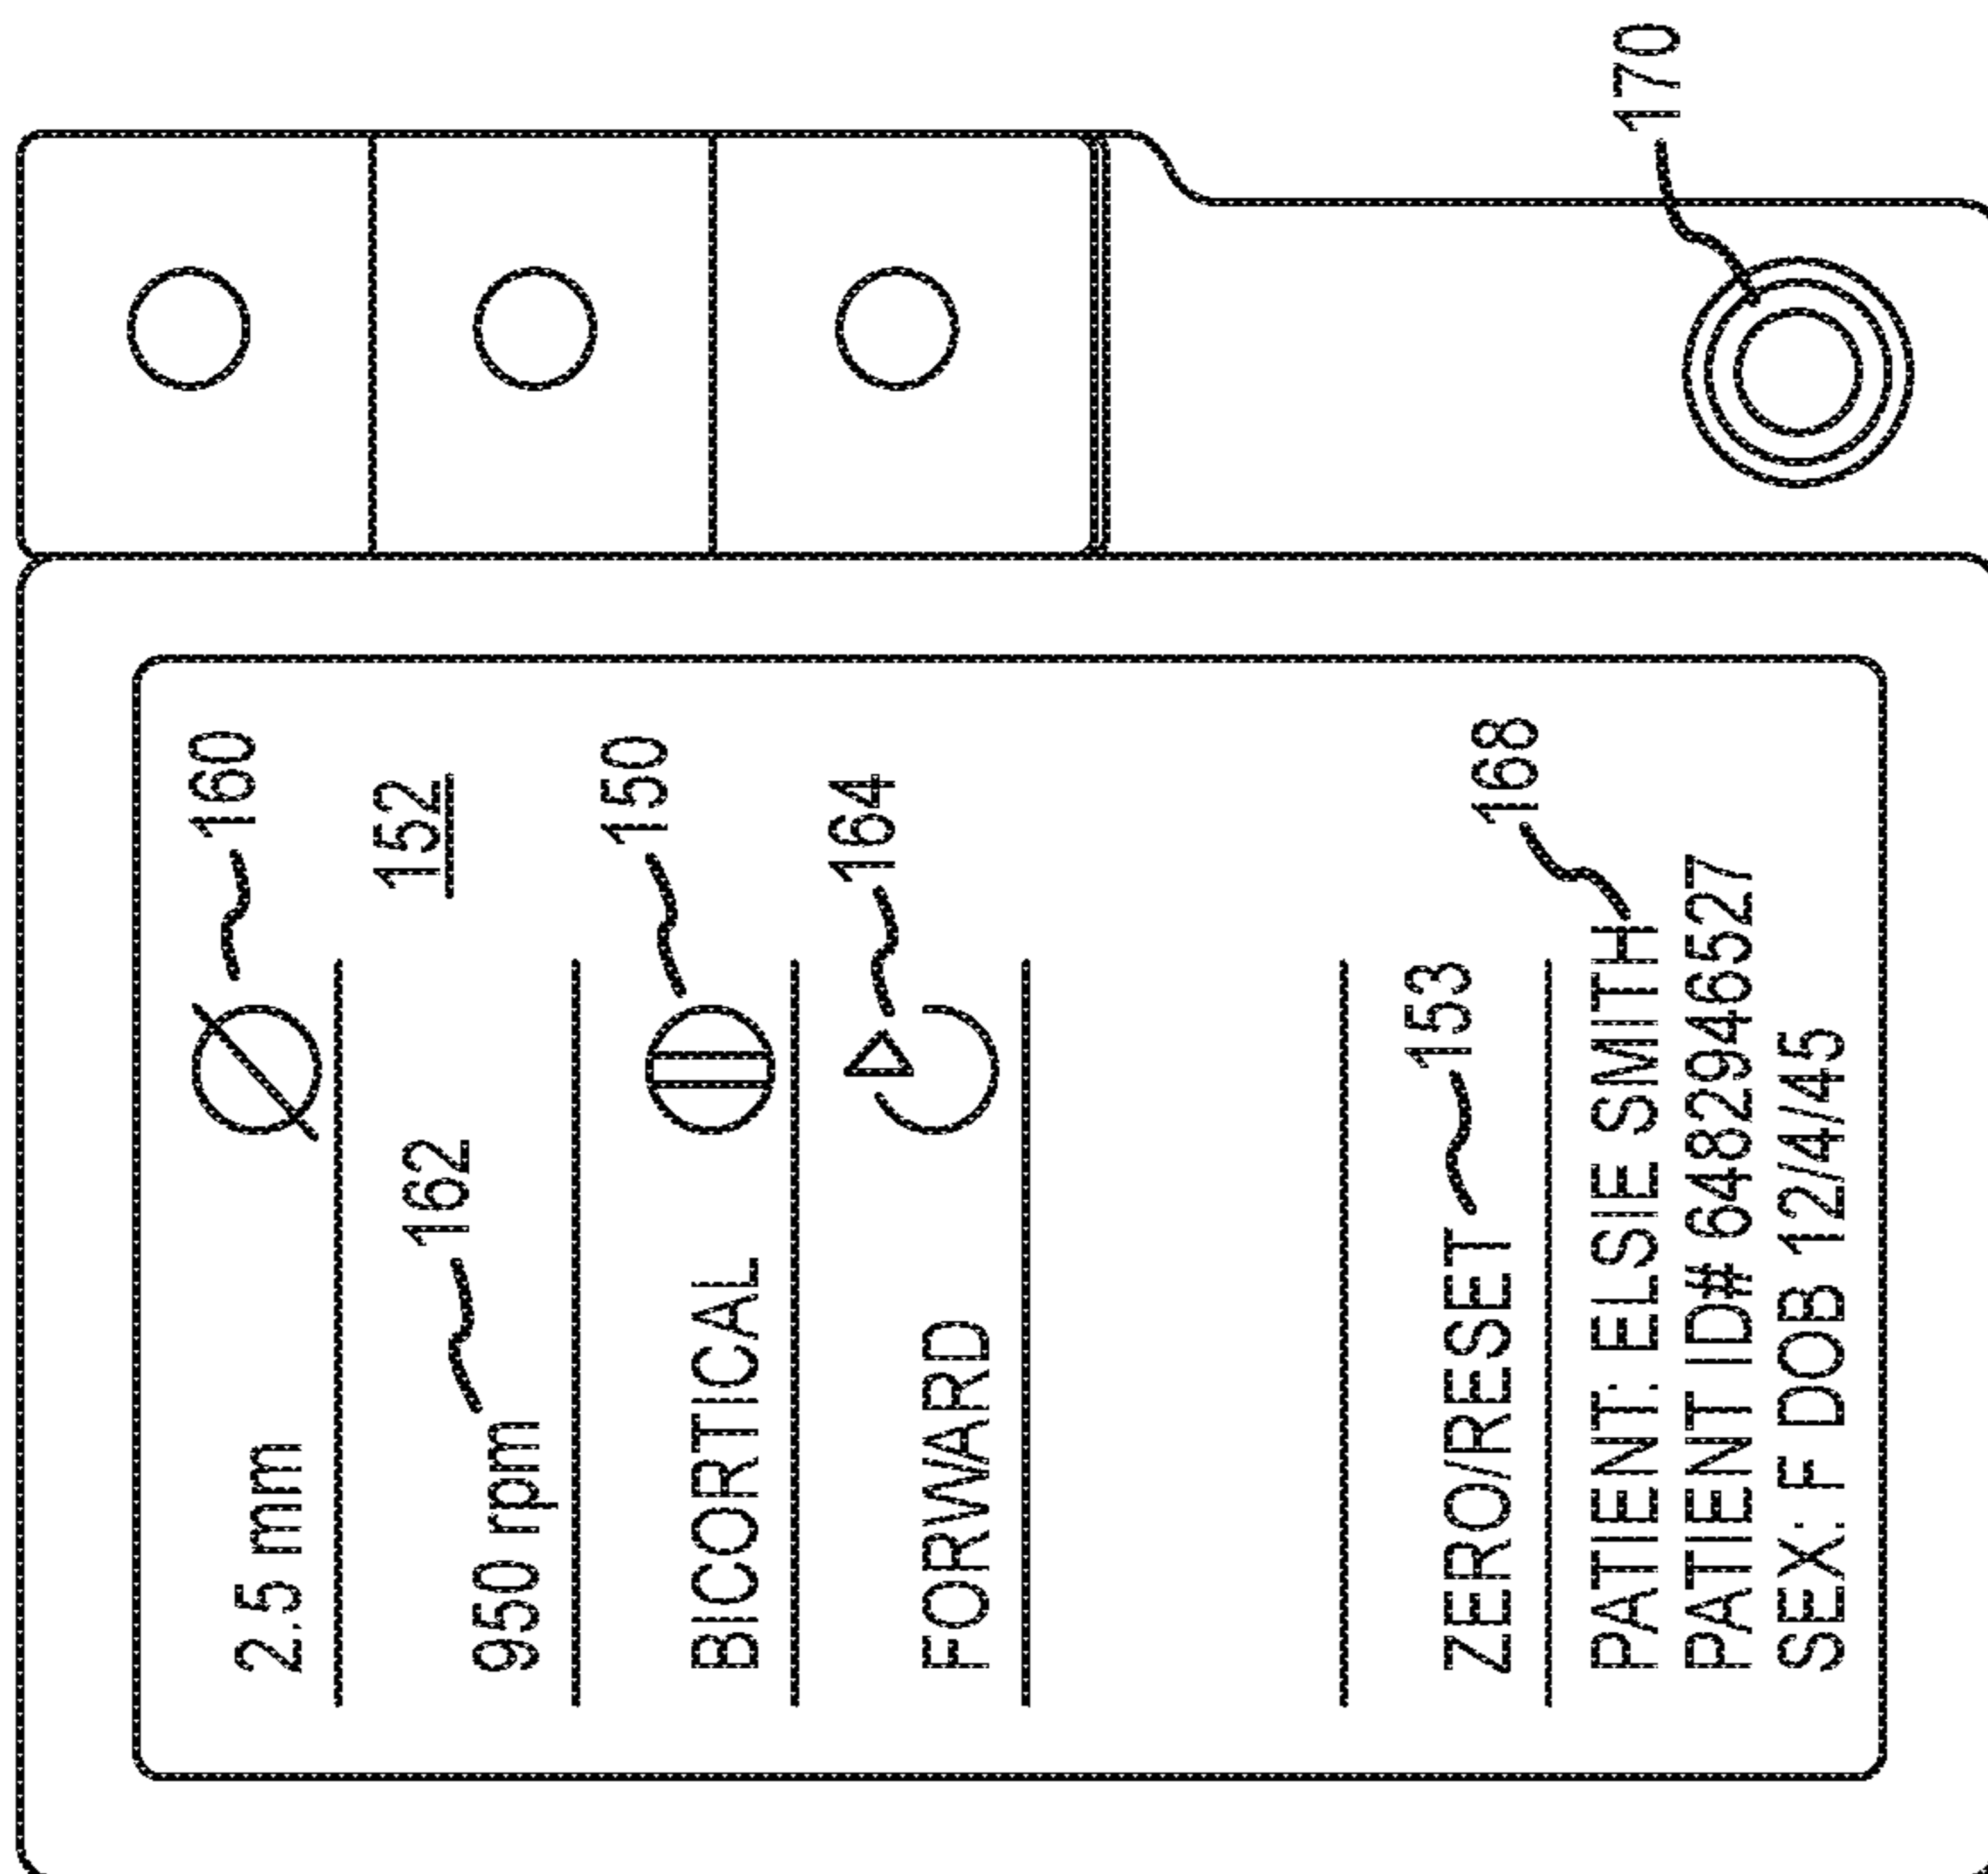 2.5 mm 160
152
950 rpm 162
BICORTICAL 150
FORWARD 164
ZERO/RESET 153
168
PATIENT: ELSIE SMITH
PATIENT ID# 6482946527
SEX: F DOB 12/4/45
170